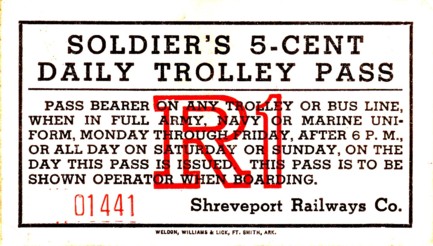 SOLDIER'S 5-CENT
DAILY TROLLEY PASS
PASS BEARER ON ANY TROLLEY OR BUS LINE,
WHEN IN FULL ARMY, NAVY OR MARINE UNI-
FORM, MONDAY THROUGH FRIDAY, AFTER 6 P. M.,
OR ALL DAY ON SATURDAY OR SUNDAY, ON THE
DAY THIS PASS IS ISSUED. THIS PASS IS TO BE
SHOWN OPERATOR WHEN BOARDING.
R1
01441
Shreveport Railways Co.
WELDON, WILLIAMS & LICK, FT. SMITH, ARK.